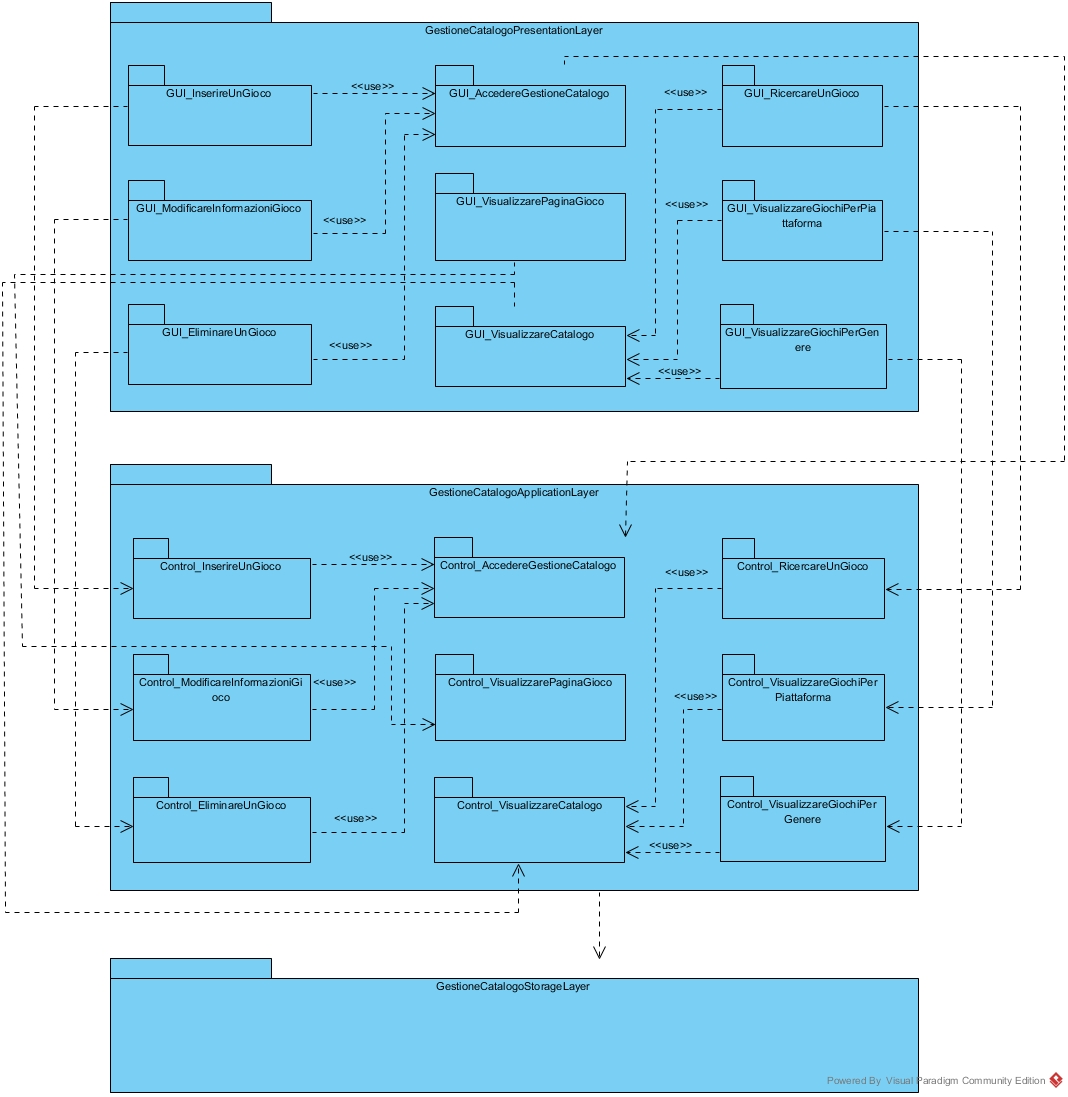 GestioneCatalogoPresentationLayer
GUI_InserireUnGioco
<<use>>
GUI_AccedereGestioneCatalogo
<<use>>
GUI_RicercareUnGioco
GUI_ModificareInformazioniGioco
<<use>>
GUI_VisualizzarePaginaGioco
<<use>>
GUI_VisualizzareGiochiPerPia
ttaforma
GUI_EliminareUnGioco
<<use>>
GUI_VisualizzareCatalogo
<<use>>
GUI_VisualizzareGiochiPerGen
ere
GestioneCatalogoApplicationLayer
Control_InserireUnGioco
<<use>>
Control_AccedereGestioneCatalogo
<<use>>
Control_RicercareUnGioco
Control_ModificareInformazioniGi
oco
<<use>>
Control_VisualizzarePaginaGioco
<<use>>
Control_VisualizzareGiochiPer
Piattaforma
Control_EliminareUnGioco
<<use>>
Control_VisualizzareCatalogo
<<use>>
Control_VisualizzareGiochiPer
Genere
GestioneCatalogoStorageLayer
Powered By Visual Paradigm Community Edition